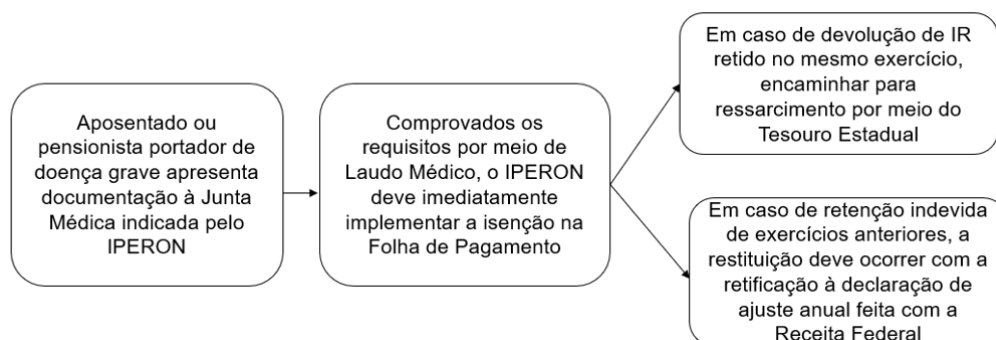 Aposentado ou
pensionista portador de
doença grave apresenta
documentação à Junta
Médica indicada pelo
IPERON
Comprovados os
requisitos por meio de
Laudo Médico, o IPERON
deve imediatamente
implementar a isenção na
Folha de Pagamento
Em caso de devolução de IR
retido no mesmo exercício,
encaminhar para
ressarcimento por meio do
Tesouro Estadual
Em caso de retenção indevida
de exercícios anteriores, a
restituição deve ocorrer com a
retificação à declaração de
ajuste anual feita com a
Receita Federal